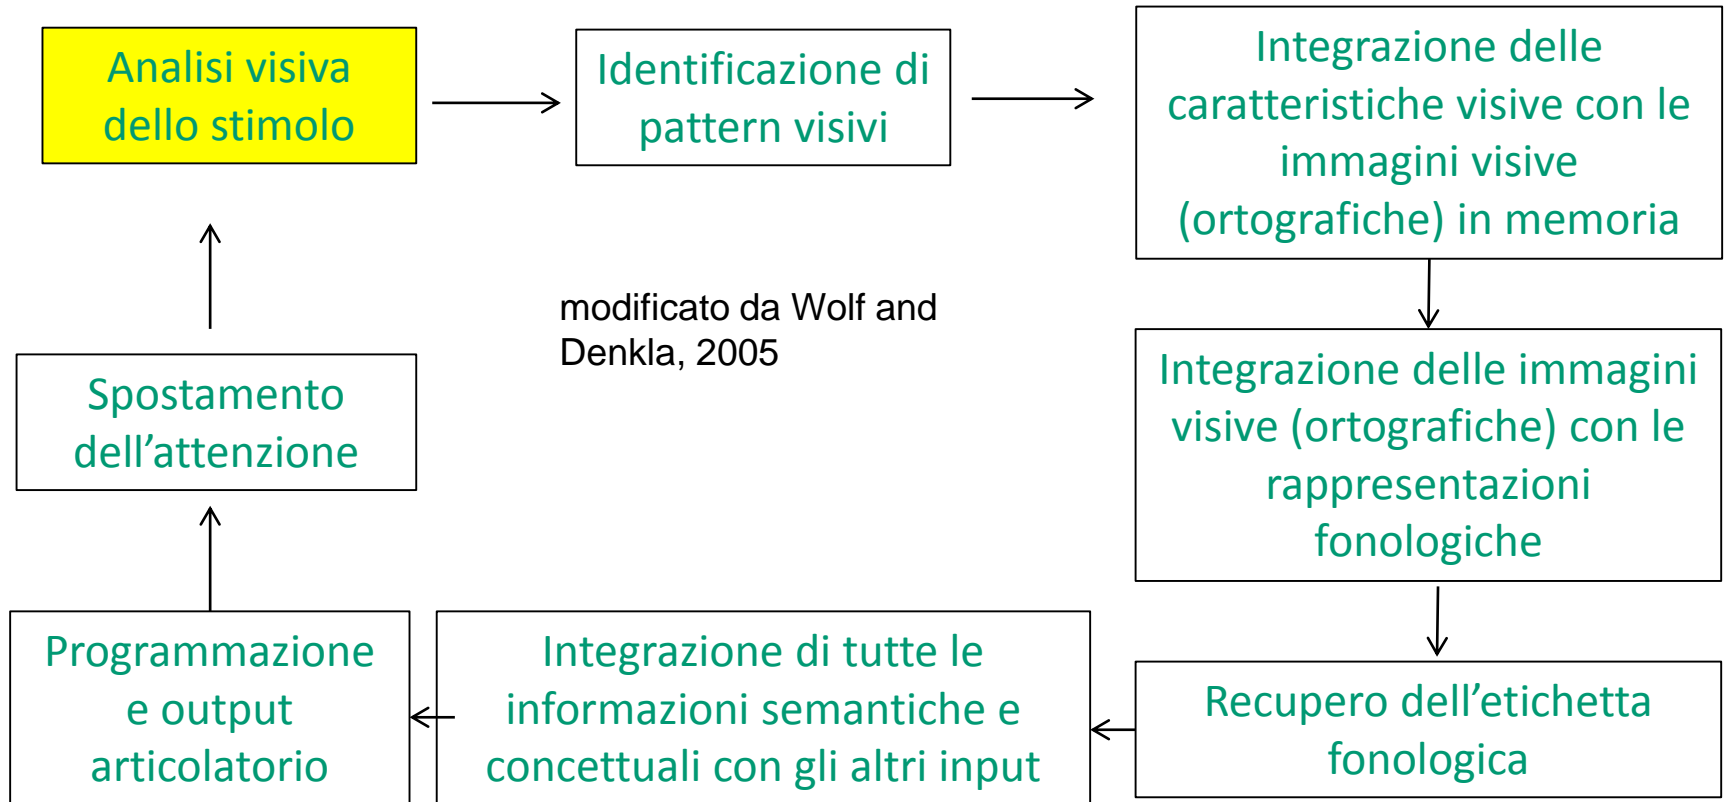 Analisi visiva
dello stimolo
Identificazione di
pattern visivi
Integrazione delle
caratteristiche visive con le
immagini visive
(ortografiche) in memoria
Integrazione delle immagini
visive (ortografiche) con le
rappresentazioni
fonologiche
Recupero dell’etichetta
fonologica
Integrazione di tutte le
informazioni semantiche e
concettuali con gli altri input
Programmazione
e output
articolatorio
Spostamento
dell’attenzione
modificato da Wolf and
Denkla, 2005